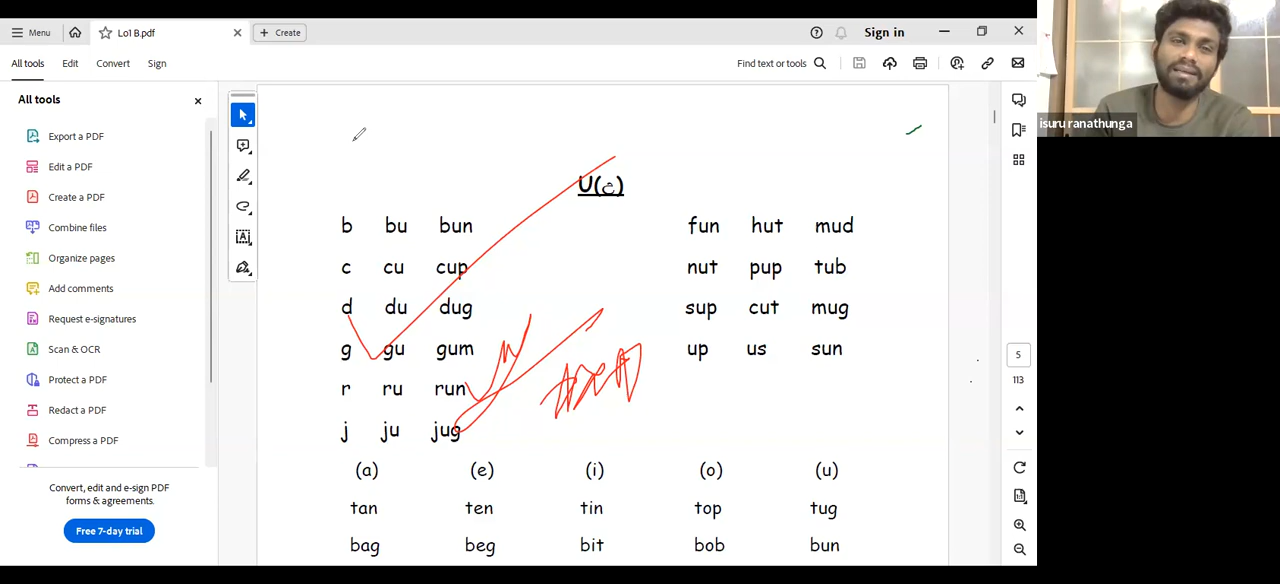 Menu Lo1 B.pdf Create Sign in
All tools Edit Convert Sign Find text or tools
isuru ranathunga
All tools
Export a PDF
Edit a PDF
Create a PDF
Combine files
Organize pages
Add comments
Request e-signatures
Scan & OCR
Protect a PDF
Redact a PDF
Compress a PDF
Convert, edit and e-sign PDF
forms & agreements.
Free 7-day trial
b bu bun fun hut mud
c cu cup nut pup tub
d du dug sup cut mug
g gu gum up us sun
r ru run
j ju jug
(a) (e) (i) (o) (u)
tan ten tin top tug
bag beg bit bob bun
5
113